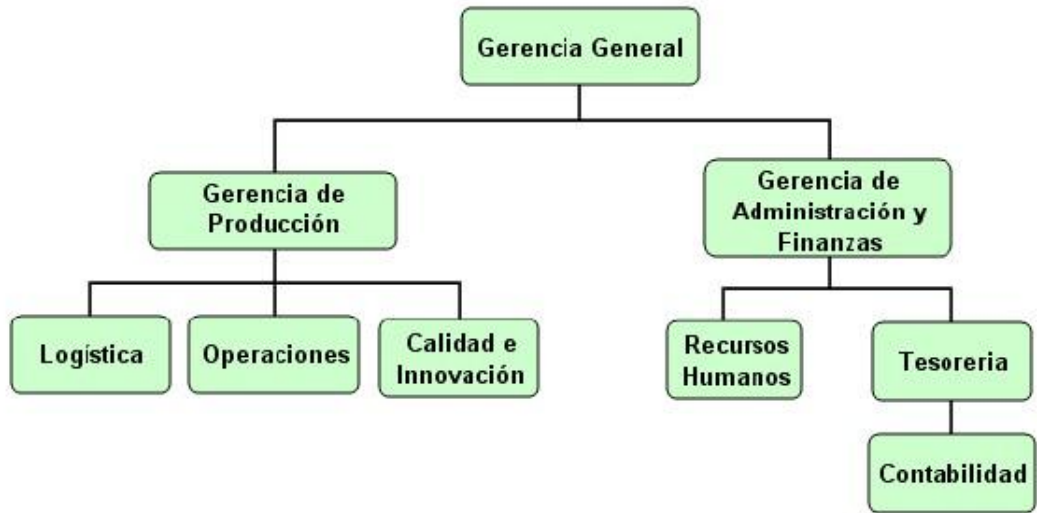 Gerencia General
Gerencia de
Producción
Gerencia de
Administración y
Finanzas
Logística
Operaciones
Calidad e
Innovación
Recursos
Humanos
Tesoreria
Contabilidad